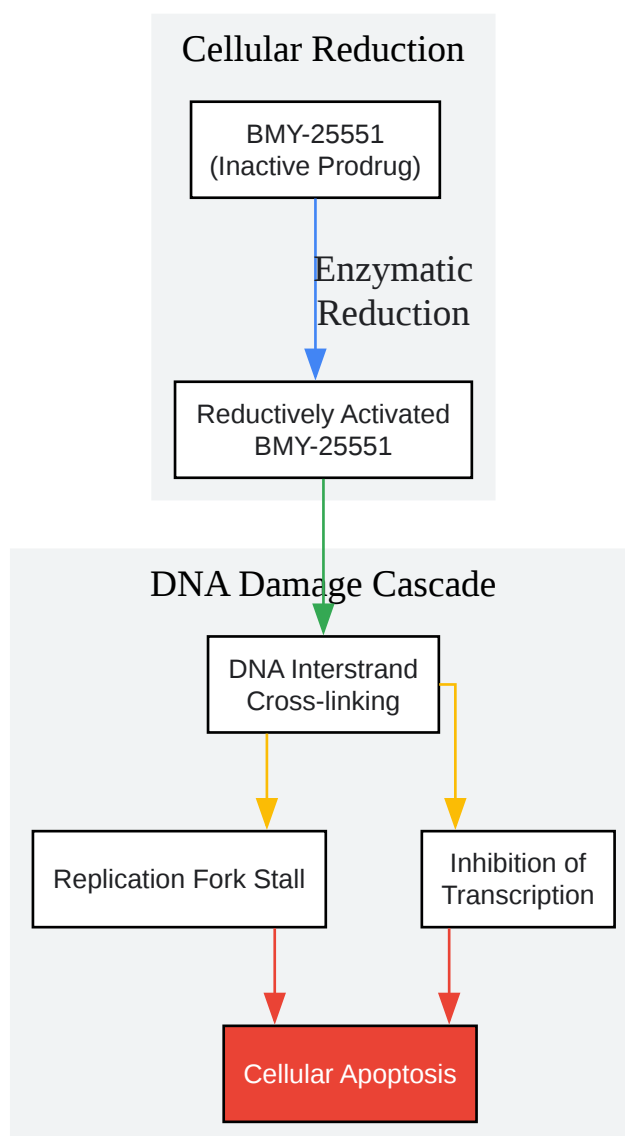 Cellular Reduction
BMY-25551
(Inactive Prodrug)
Enzymatic
Reduction
Reductively Activated
BMY-25551
DNA Damage Cascade
DNA Interstrand
Cross-linking
Replication Fork Stall
Inhibition of
Transcription
Cellular Apoptosis